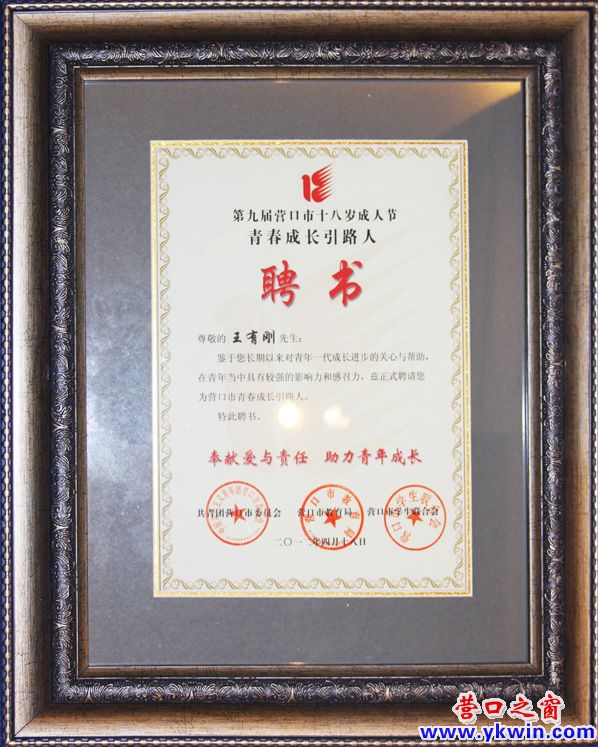 第九届营口市十八岁成人节
青春成长引路人
聘书
尊敬的 王有刚 先生：
鉴于您长期以来对青年一代成长进步的关心与帮助，
在青年当中具有较强的影响力和感召力，兹正式聘请您
为营口市青春成长引路人。
特此聘书。
奉献爱与责任 助力青年成长
共青团营口市委员会 营口市教育局 营口市学生联合会
二〇一二年四月十八日
营口之窗
www.ykwin.com